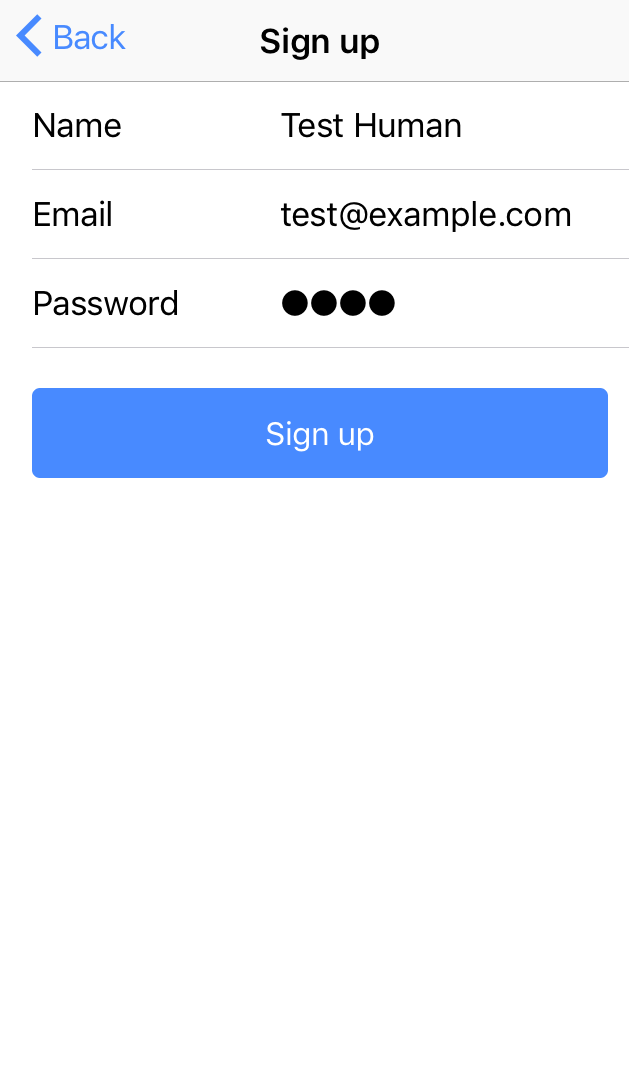 Back
Sign up
Name Test Human
Email test@example.com
Password ●●●●
Sign up